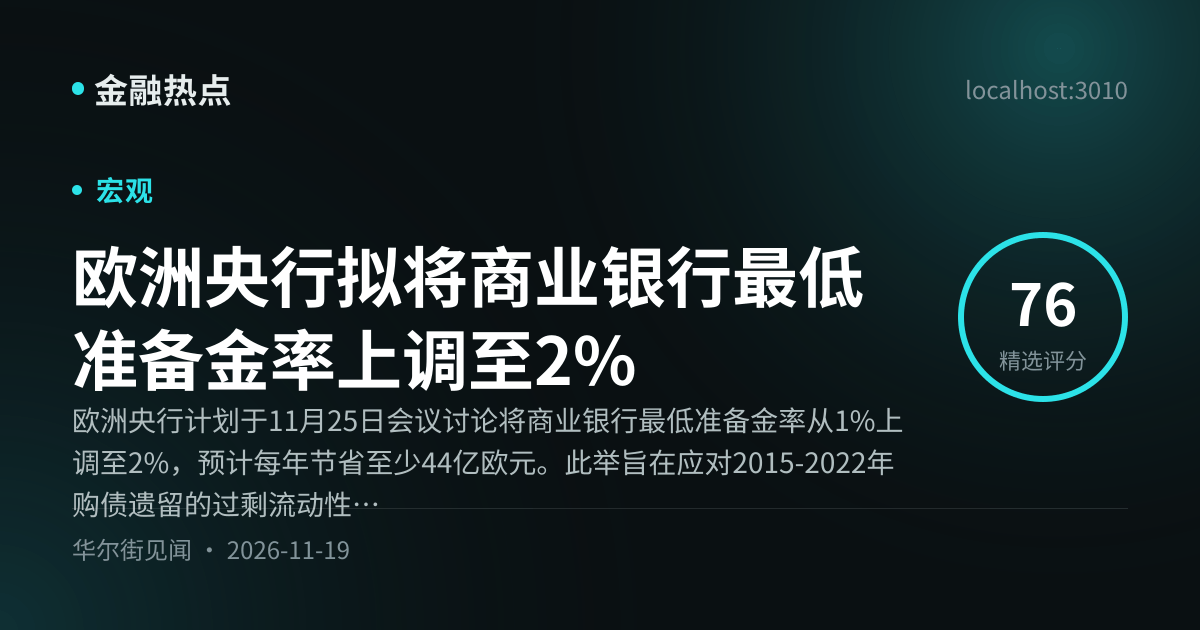 金融热点
localhost:3010
宏观
欧洲央行拟将商业银行最低
准备金率上调至2%
76
精选评分
欧洲央行计划于11月25日会议讨论将商业银行最低准备金率从1%上
调至2%，预计每年节省至少44亿欧元。此举旨在应对2015-2022年
购债遗留的过剩流动性…
华尔街见闻 • 2026-11-19